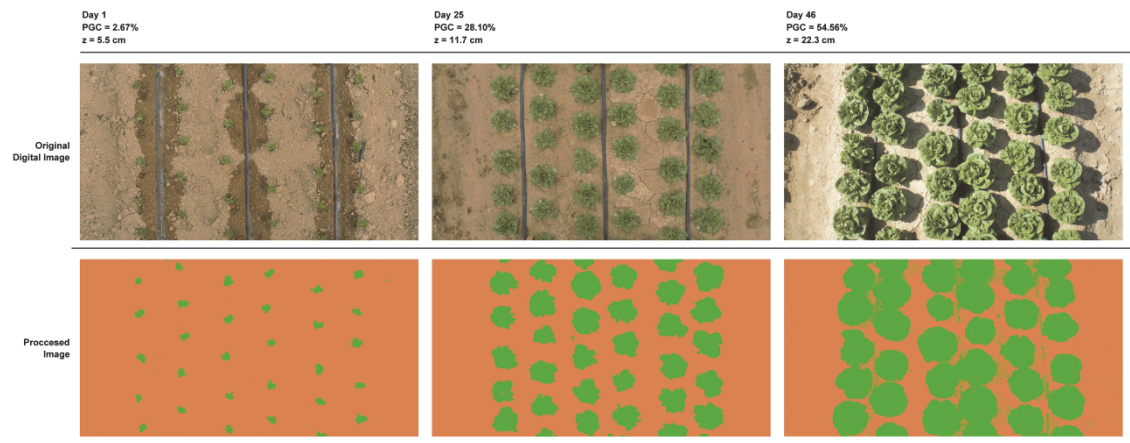 Day 1
PGC = 2.67%
z = 5.5 cm
Day 25
PGC = 28.10%
z = 11.7 cm
Day 46
PGC = 54.56%
z = 22.3 cm
Original
Digital Image
Proccesed
Image